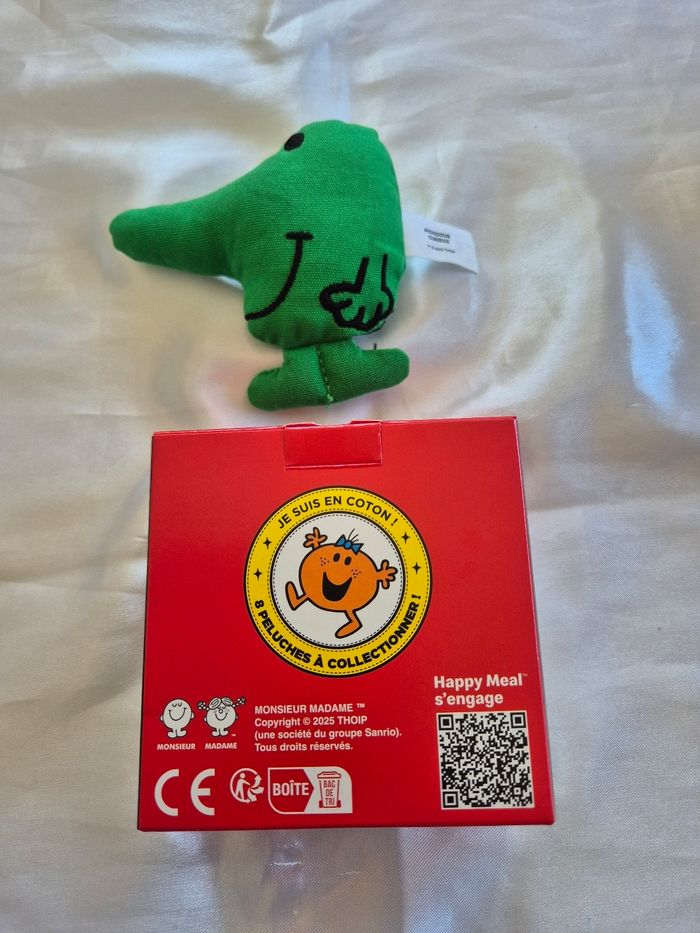 JE SUIS EN COTON !
8 PELUCHES À COLLECTIONNER !
Happy Meal™
s'engage
MONSIEUR MADAME ™
Copyright © 2025 THOIP
(une société du groupe Sanrio).
Tous droits réservés.
MONSIEUR
MADAME™
CE
BOÎTE
BAC
DE
TRI